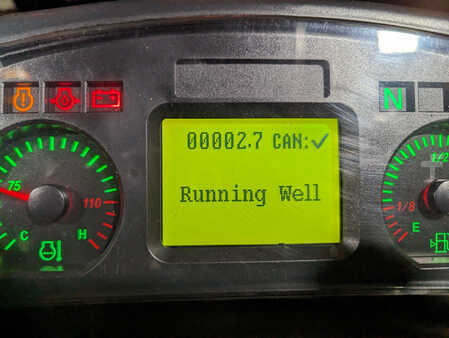 00002.7 CAN:✓
Running Well
N
75
110
C
H
1/2
1/8
E